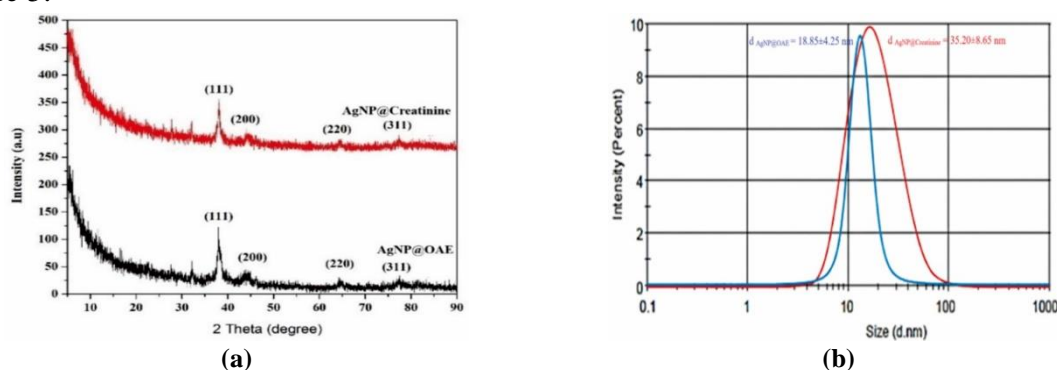 500
450
400
350
300
250
200
150
100
50
0
Intensity (a.u)
(111)
(200)
(220)
AgNP@Creatinine
(311)
(111)
(200)
(220)
AgNP@OAE
(311)
10 20 30 40 50 60 70 80 90
2 Theta (degree)
(a)
10
8
6
4
2
0
Intensity (Percent)
d AgNP@OAE = 18.85±4.25 nm
d AgNP@Creatinine = 35.20±8.65 nm
0.1 1 10 100 1000
Size (d.nm)
(b)